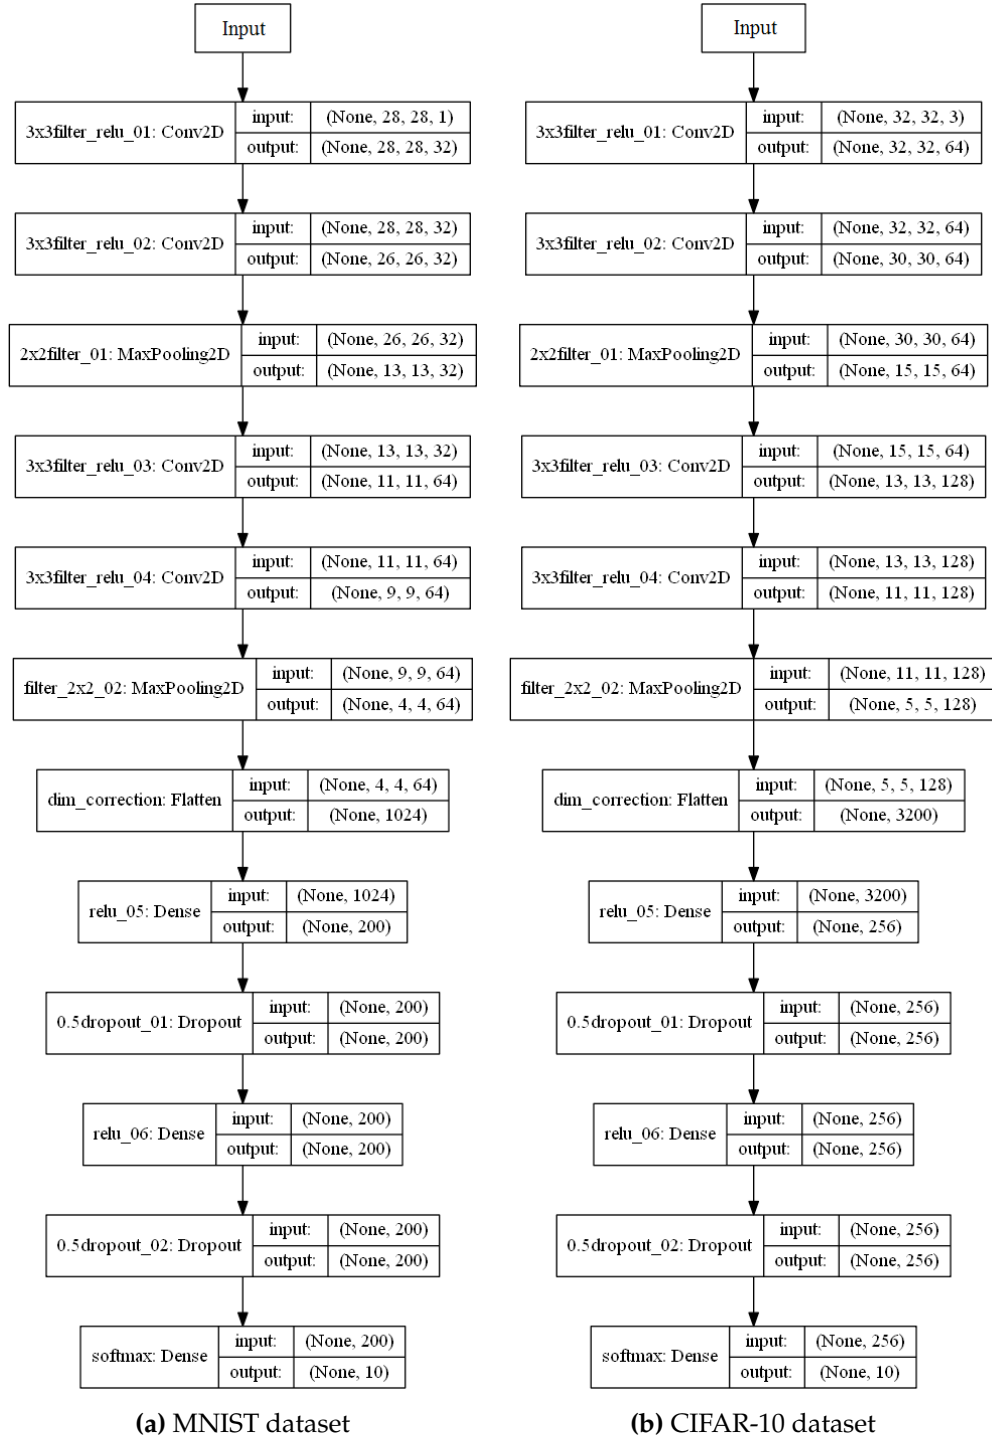 Input
3x3filter_relu_01: Conv2D
input: (None, 28, 28, 1)
output: (None, 28, 28, 32)
3x3filter_relu_02: Conv2D
input: (None, 28, 28, 32)
output: (None, 26, 26, 32)
2x2filter_01: MaxPooling2D
input: (None, 26, 26, 32)
output: (None, 13, 13, 32)
3x3filter_relu_03: Conv2D
input: (None, 13, 13, 32)
output: (None, 11, 11, 64)
3x3filter_relu_04: Conv2D
input: (None, 11, 11, 64)
output: (None, 9, 9, 64)
filter_2x2_02: MaxPooling2D
input: (None, 9, 9, 64)
output: (None, 4, 4, 64)
dim_correction: Flatten
input: (None, 4, 4, 64)
output: (None, 1024)
relu_05: Dense
input: (None, 1024)
output: (None, 200)
0.5dropout_01: Dropout
input: (None, 200)
output: (None, 200)
relu_06: Dense
input: (None, 200)
output: (None, 200)
0.5dropout_02: Dropout
input: (None, 200)
output: (None, 200)
softmax: Dense
input: (None, 200)
output: (None, 10)
(a) MNIST dataset
Input
3x3filter_relu_01: Conv2D
input: (None, 32, 32, 3)
output: (None, 32, 32, 64)
3x3filter_relu_02: Conv2D
input: (None, 32, 32, 64)
output: (None, 30, 30, 64)
2x2filter_01: MaxPooling2D
input: (None, 30, 30, 64)
output: (None, 15, 15, 64)
3x3filter_relu_03: Conv2D
input: (None, 15, 15, 64)
output: (None, 13, 13, 128)
3x3filter_relu_04: Conv2D
input: (None, 13, 13, 128)
output: (None, 11, 11, 128)
filter_2x2_02: MaxPooling2D
input: (None, 11, 11, 128)
output: (None, 5, 5, 128)
dim_correction: Flatten
input: (None, 5, 5, 128)
output: (None, 3200)
relu_05: Dense
input: (None, 3200)
output: (None, 256)
0.5dropout_01: Dropout
input: (None, 256)
output: (None, 256)
relu_06: Dense
input: (None, 256)
output: (None, 256)
0.5dropout_02: Dropout
input: (None, 256)
output: (None, 256)
softmax: Dense
input: (None, 256)
output: (None, 10)
(b) CIFAR-10 dataset